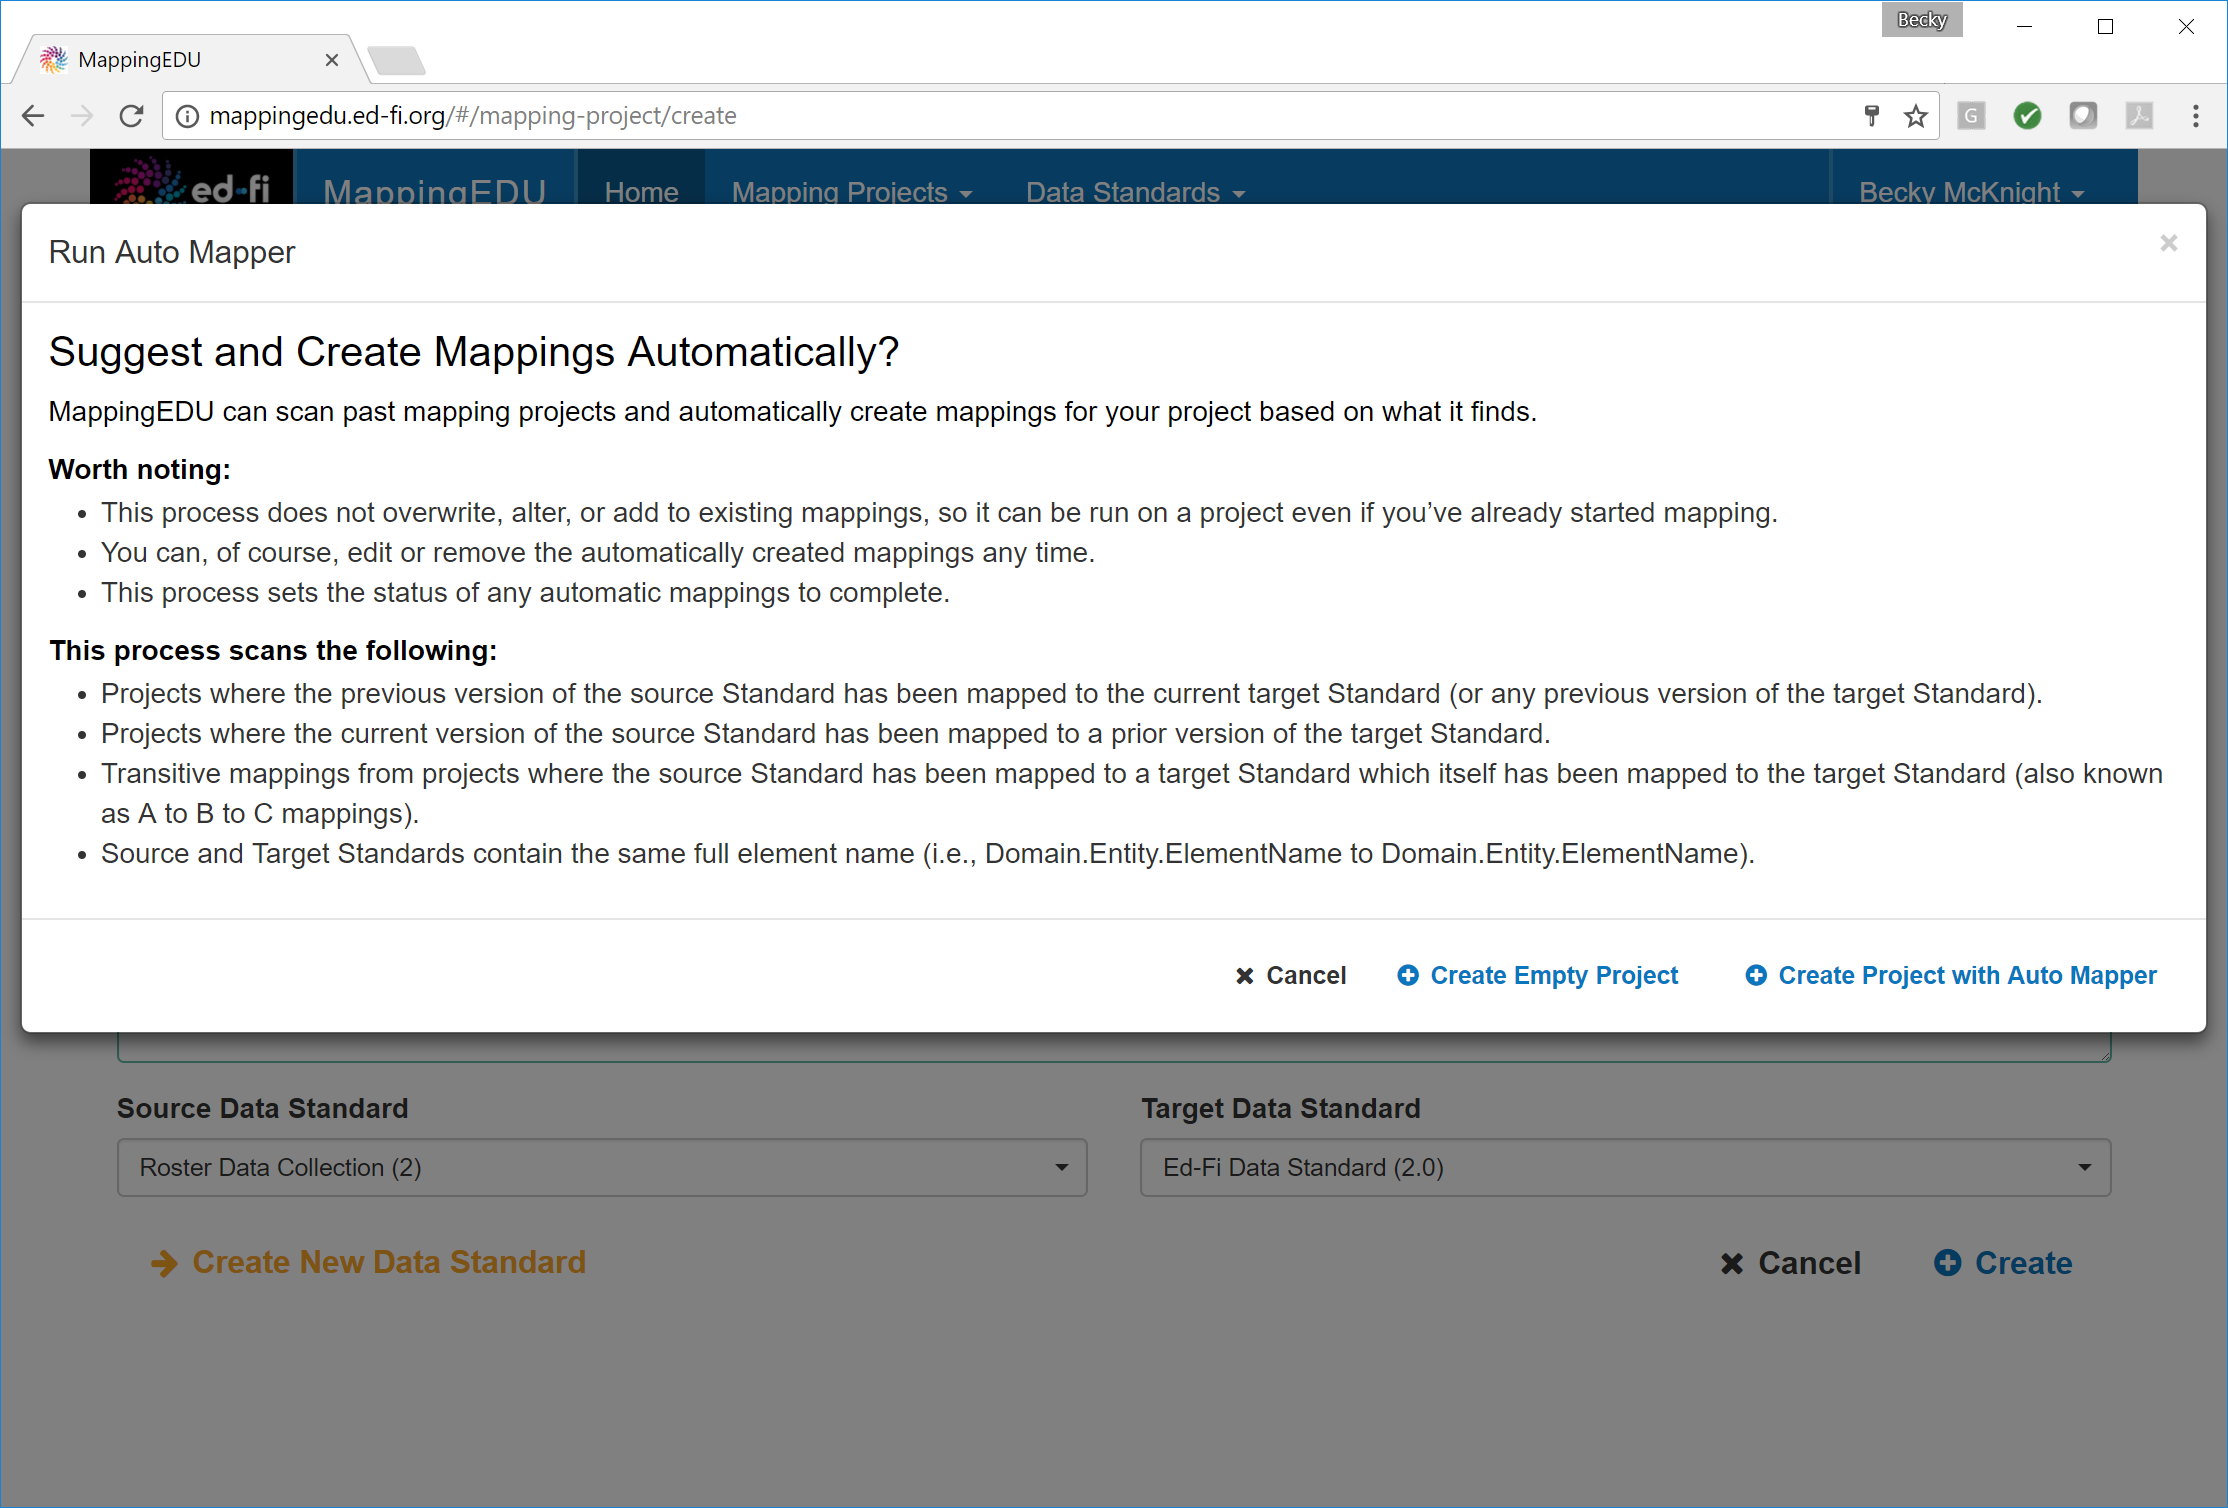 Becky
MappingEDU
mappingedu.ed-fi.org/#/mapping-project/create
G
ed-fi
MappingEDU
Home
Mapping Projects
Data Standards
Becky McKnight
Run Auto Mapper
Suggest and Create Mappings Automatically?
MappingEDU can scan past mapping projects and automatically create mappings for your project based on what it finds.
Worth noting:
• This process does not overwrite, alter, or add to existing mappings, so it can be run on a project even if you’ve already started mapping.
• You can, of course, edit or remove the automatically created mappings any time.
• This process sets the status of any automatic mappings to complete.
This process scans the following:
• Projects where the previous version of the source Standard has been mapped to the current target Standard (or any previous version of the target Standard).
• Projects where the current version of the source Standard has been mapped to a prior version of the target Standard.
• Transitive mappings from projects where the source Standard has been mapped to a target Standard which itself has been mapped to the target Standard (also known
as A to B to C mappings).
• Source and Target Standards contain the same full element name (i.e., Domain.Entity.ElementName to Domain.Entity.ElementName).
Cancel
Create Empty Project
Create Project with Auto Mapper
Source Data Standard
Target Data Standard
Roster Data Collection (2)
Ed-Fi Data Standard (2.0)
Create New Data Standard
Cancel
Create